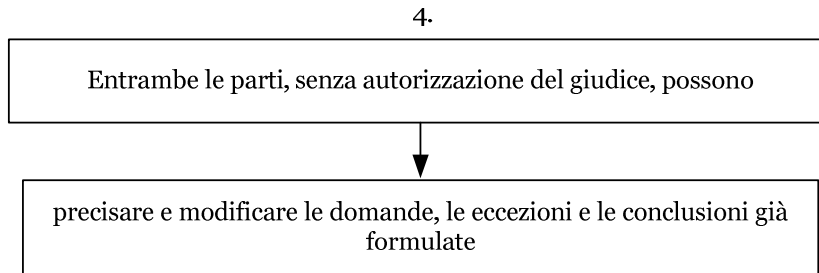 4.
Entrambe le parti, senza autorizzazione del giudice, possono
precisare e modificare le domande, le eccezioni e le conclusioni già
formulate